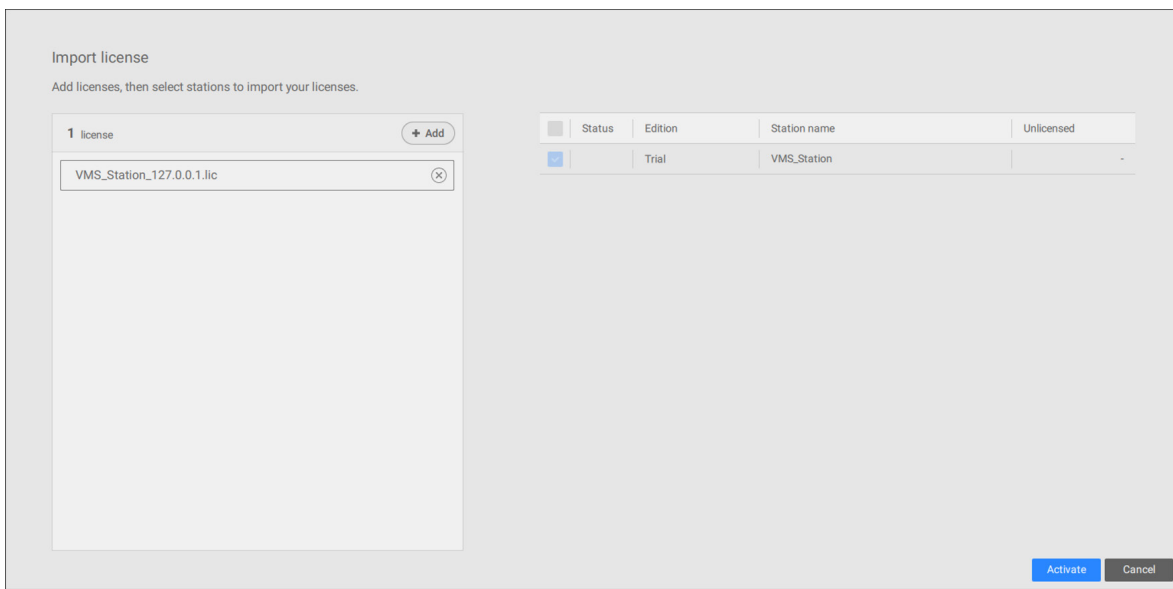 Import license
Add licenses, then select stations to import your licenses.
1 license
+ Add
Status Edition Station name Unlicensed
VMS_Station_127.0.0.1.lic
Trial VMS_Station -
Activate Cancel